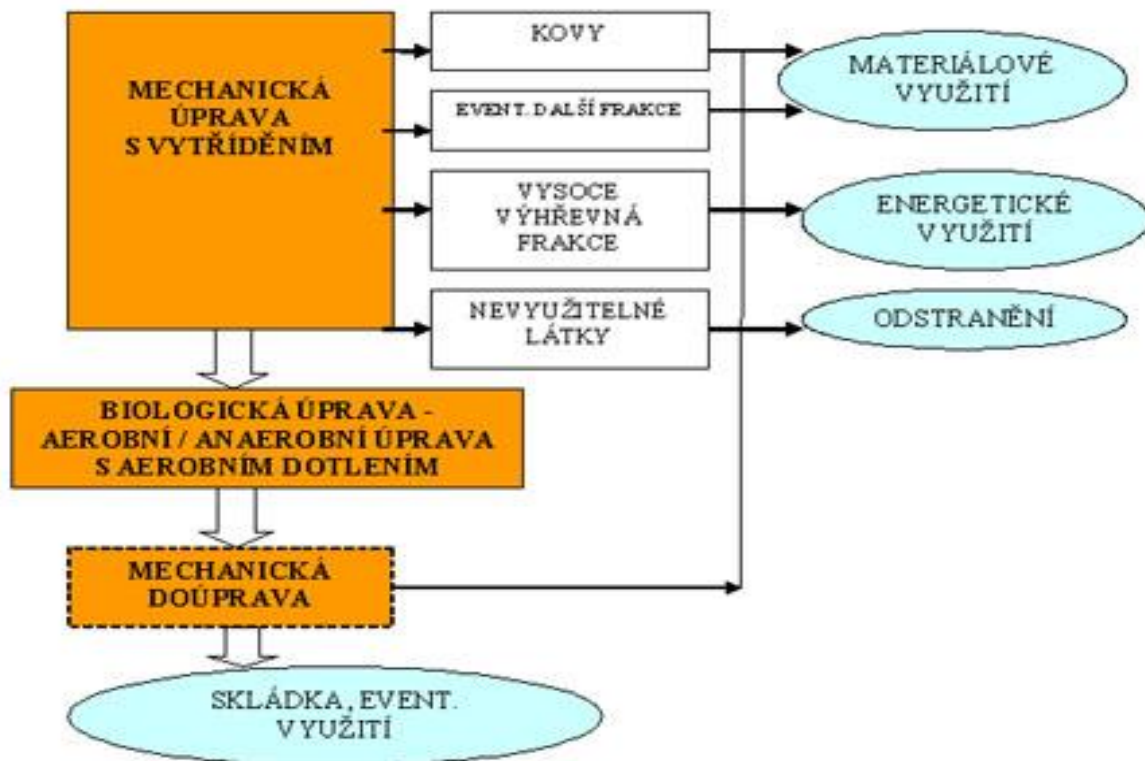 MECHANICKÁ
ÚPRAVA
S VYTŘÍDĚNÍM
KOVY
EVENT. DALŠÍ FRAKCE
VYSOCE
VÝHŘEVNÁ
FRAKCE
NEVYUŽITELNÉ
LÁTKY
MATERIÁLOVÉ
VYUŽITÍ
ENERGETICKÉ
VYUŽITÍ
ODSTRANĚNÍ
BIOLOGICKÁ ÚPRAVA -
AEROBNÍ / ANAEROBNÍ ÚPRAVA
S AEROBNÍM DOTLENÍM
MECHANICKÁ
DOÚPRAVA
SKLÁDKA, EVENT.
VYUŽITÍ